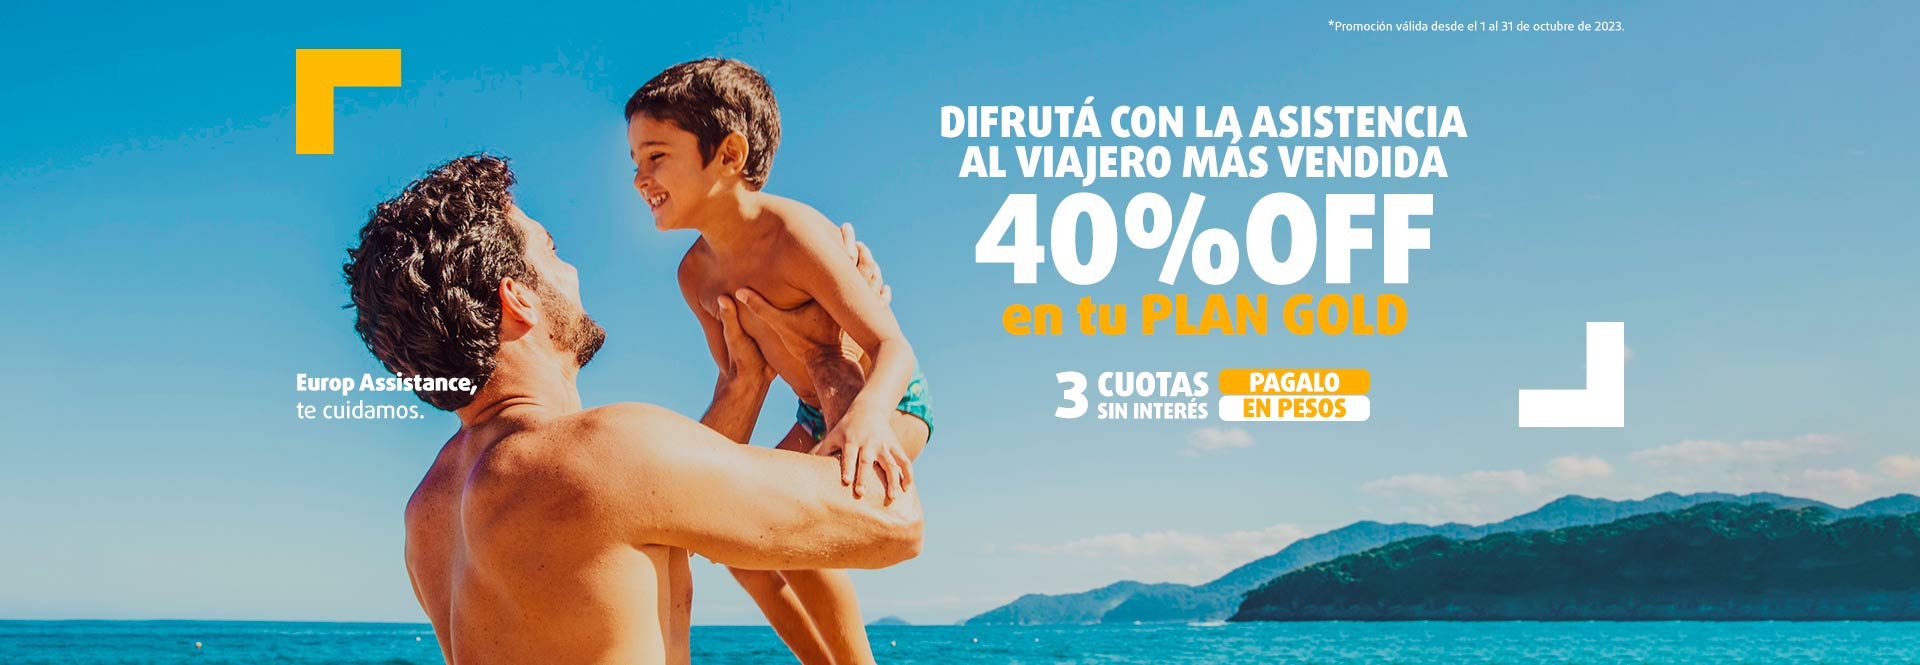 *Promoción válida desde el 1 al 31 de octubre de 2023.
DIFRUTÁ CON LA ASISTENCIA
AL VIAJERO MÁS VENDIDA
40%OFF
en tu PLAN GOLD
3 CUOTAS
SIN INTERÉS
PAGALO
EN PESOS
Europ Assistance,
te cuidamos.